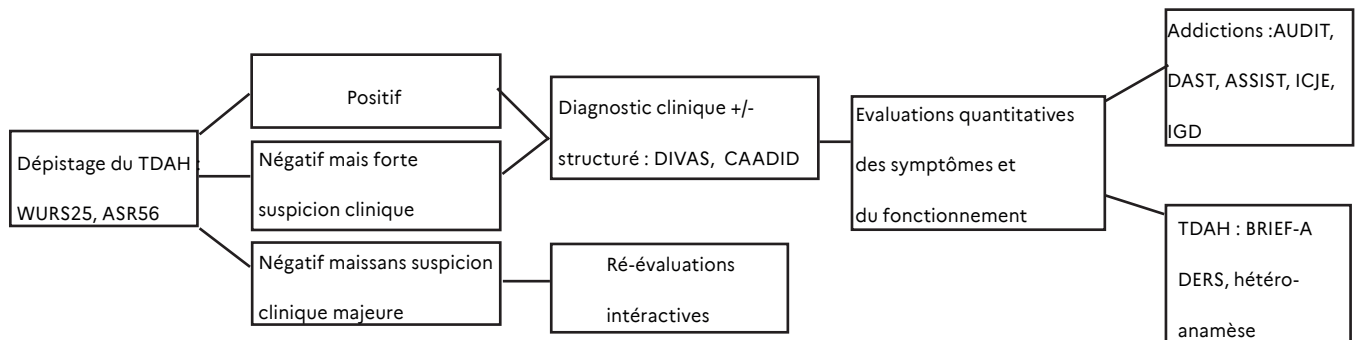 Dépistage du TDAH :
WURS25, ASR56
Positif
Négatif mais forte
suspicion clinique
Négatif maissans suspicion
clinique majeure
Diagnostic clinique +/-
structuré : DIVAS, CAADID
Ré-évaluations
intéractives
Evaluations quantitatives
des symptômes et
du fonctionnement
Addictions :AUDIT,
DAST, ASSIST, ICJE,
IGD
TDAH : BRIEF-A
DERS, hétéro-
anamèse